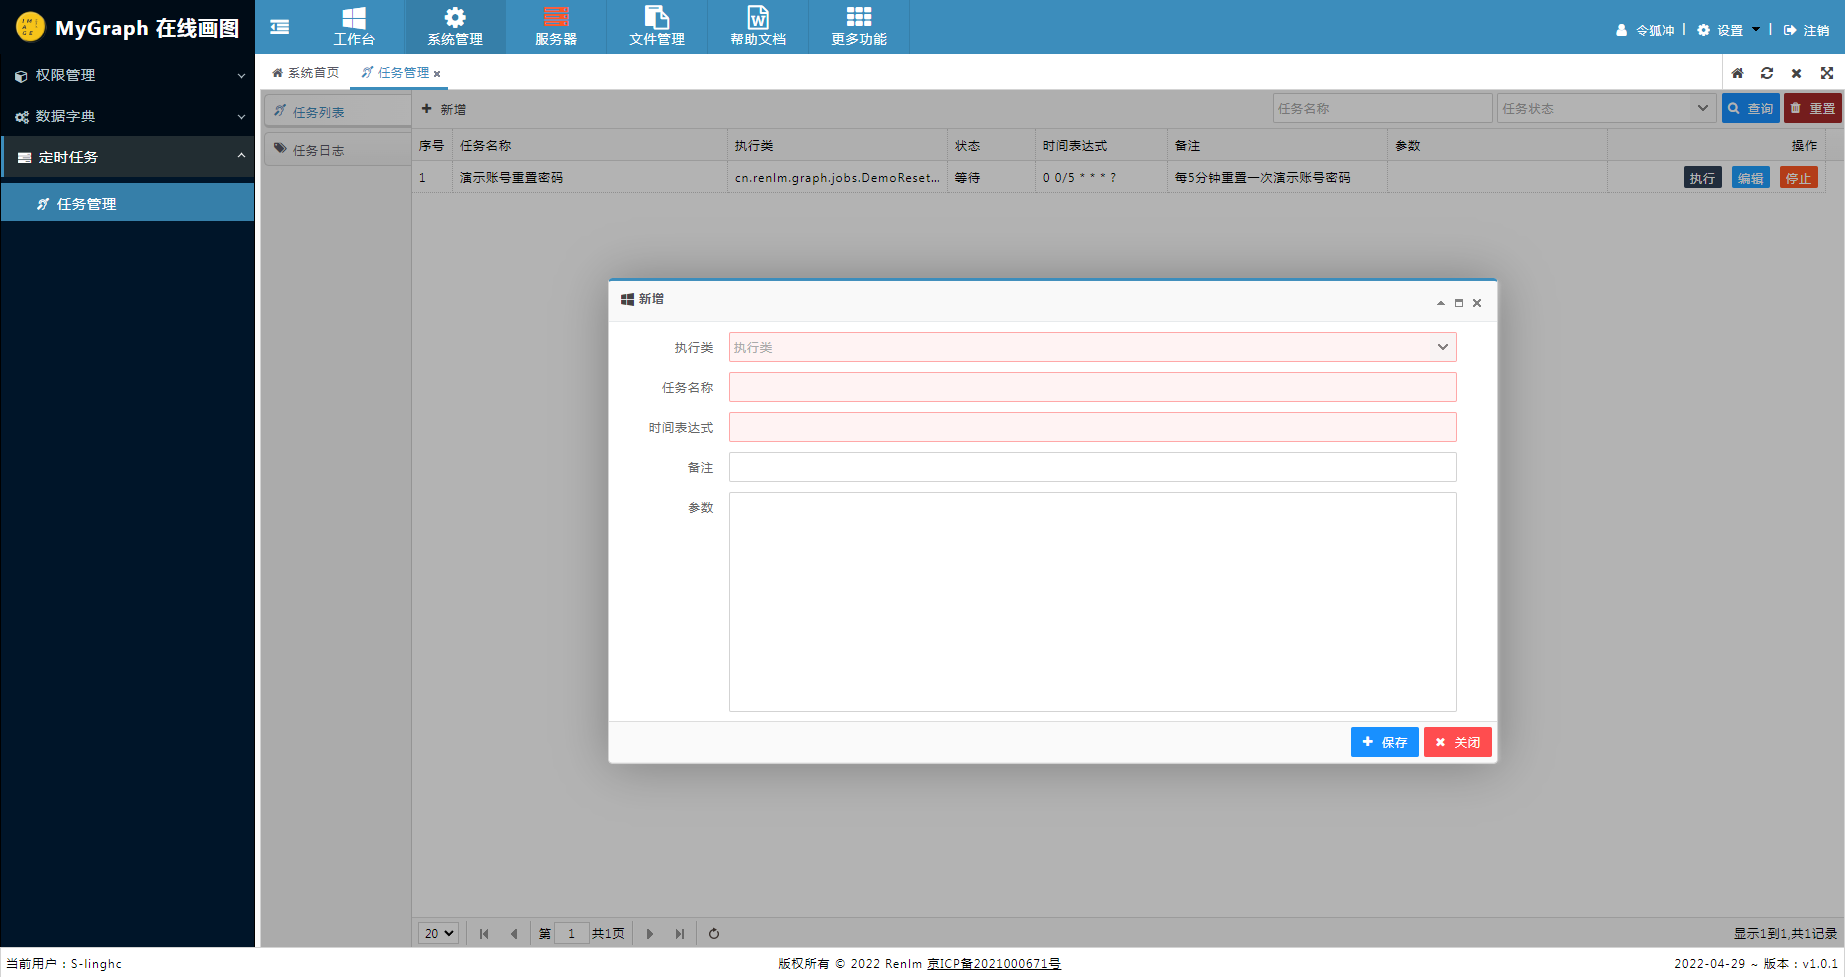 MyGraph 在线画图
工作台
系统管理
服务器
文件管理
帮助文档
更多功能
令狐冲
设置
注销
权限管理
数据字典
定时任务
任务管理
系统首页
任务管理
任务列表
任务日志
新增
任务名称
任务状态
查询
重置
序号 任务名称 执行类 状态 时间表达式 备注 参数 操作
1 演示账号重置密码 cn.renlm.graph.jobs.DemoReset... 等待 0 0/5 * * * ? 每5分钟重置一次演示账号密码 执行 编辑 停止
新增
执行类 执行类
任务名称
时间表达式
备注
参数
保存 关闭
20 第 1 共1页 显示1到1,共1记录
当前用户：S-linghc
版权所有 © 2022 Renlm 京ICP备2021000671号
2022-04-29 ~ 版本：v1.0.1